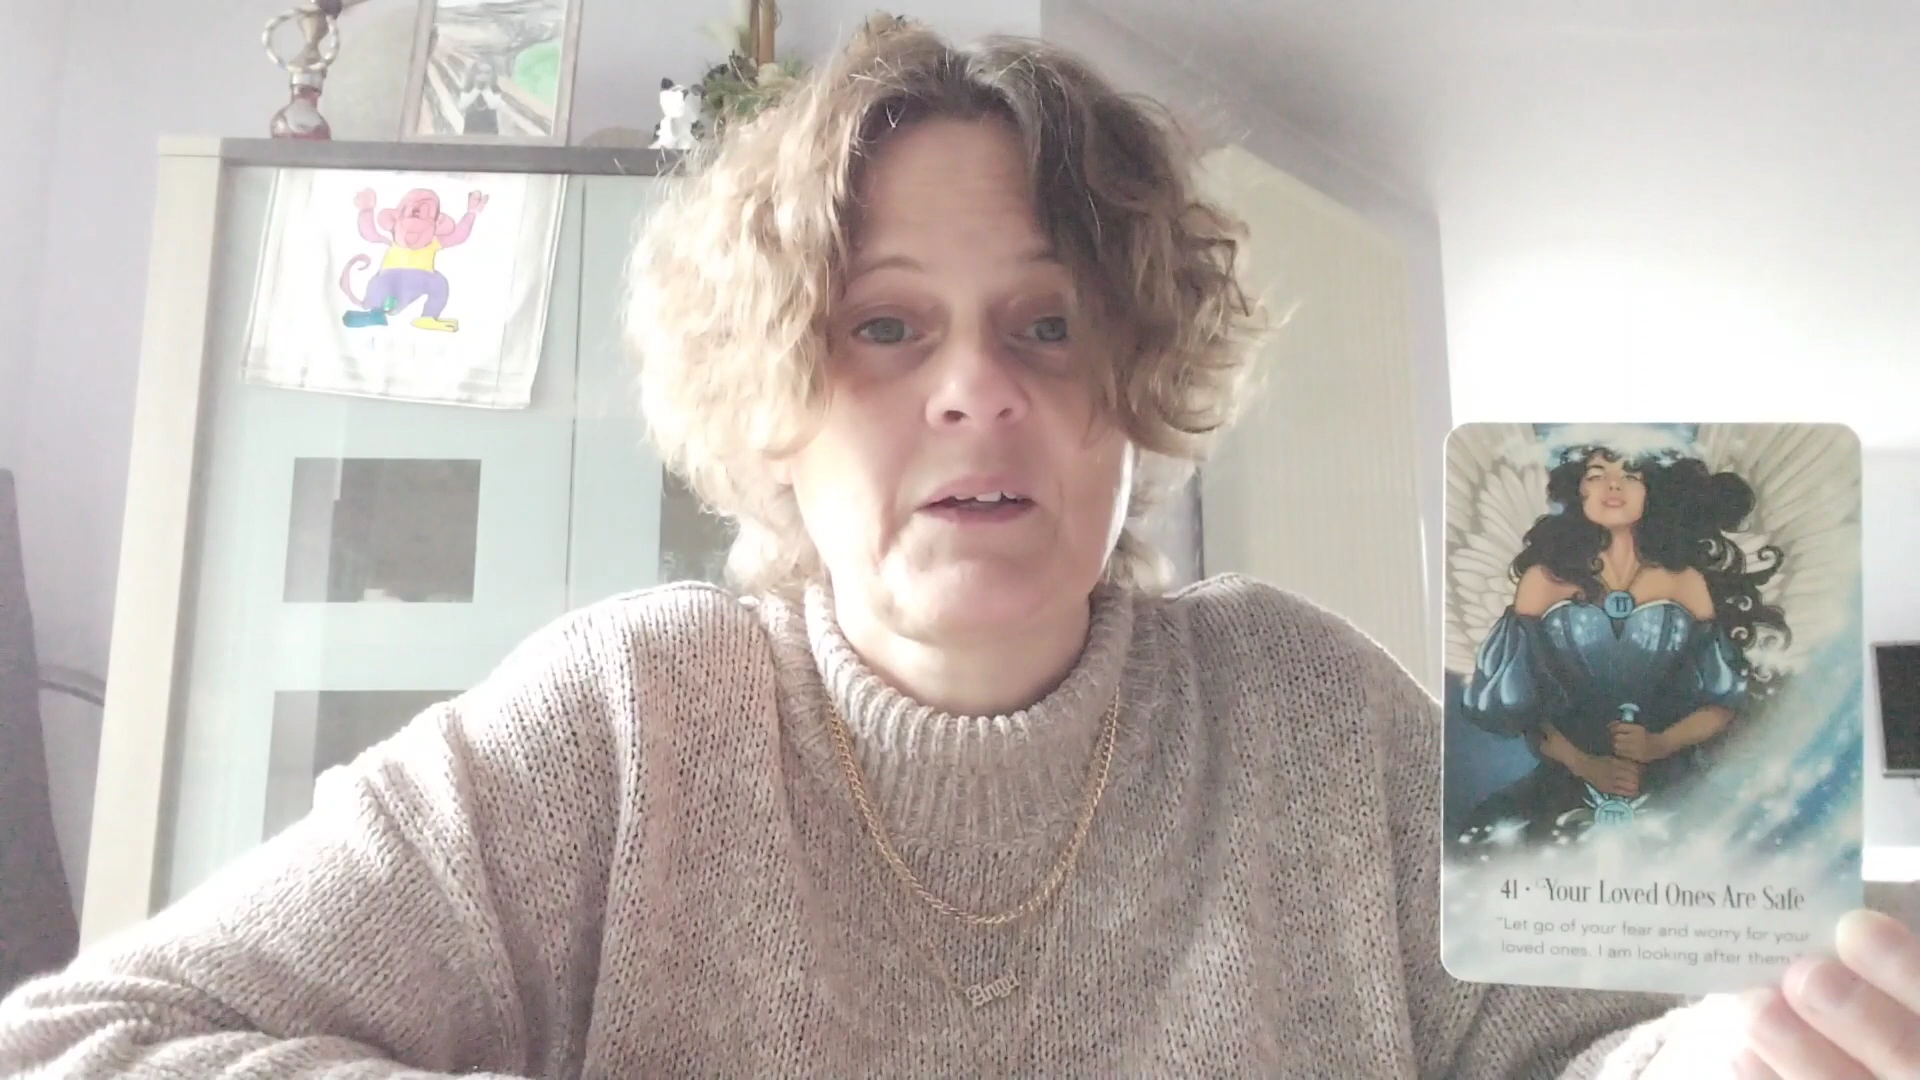 41 · Your Loved Ones Are Safe
"Let go of your fear and worry for your
loved ones. I am looking after them."
Angel